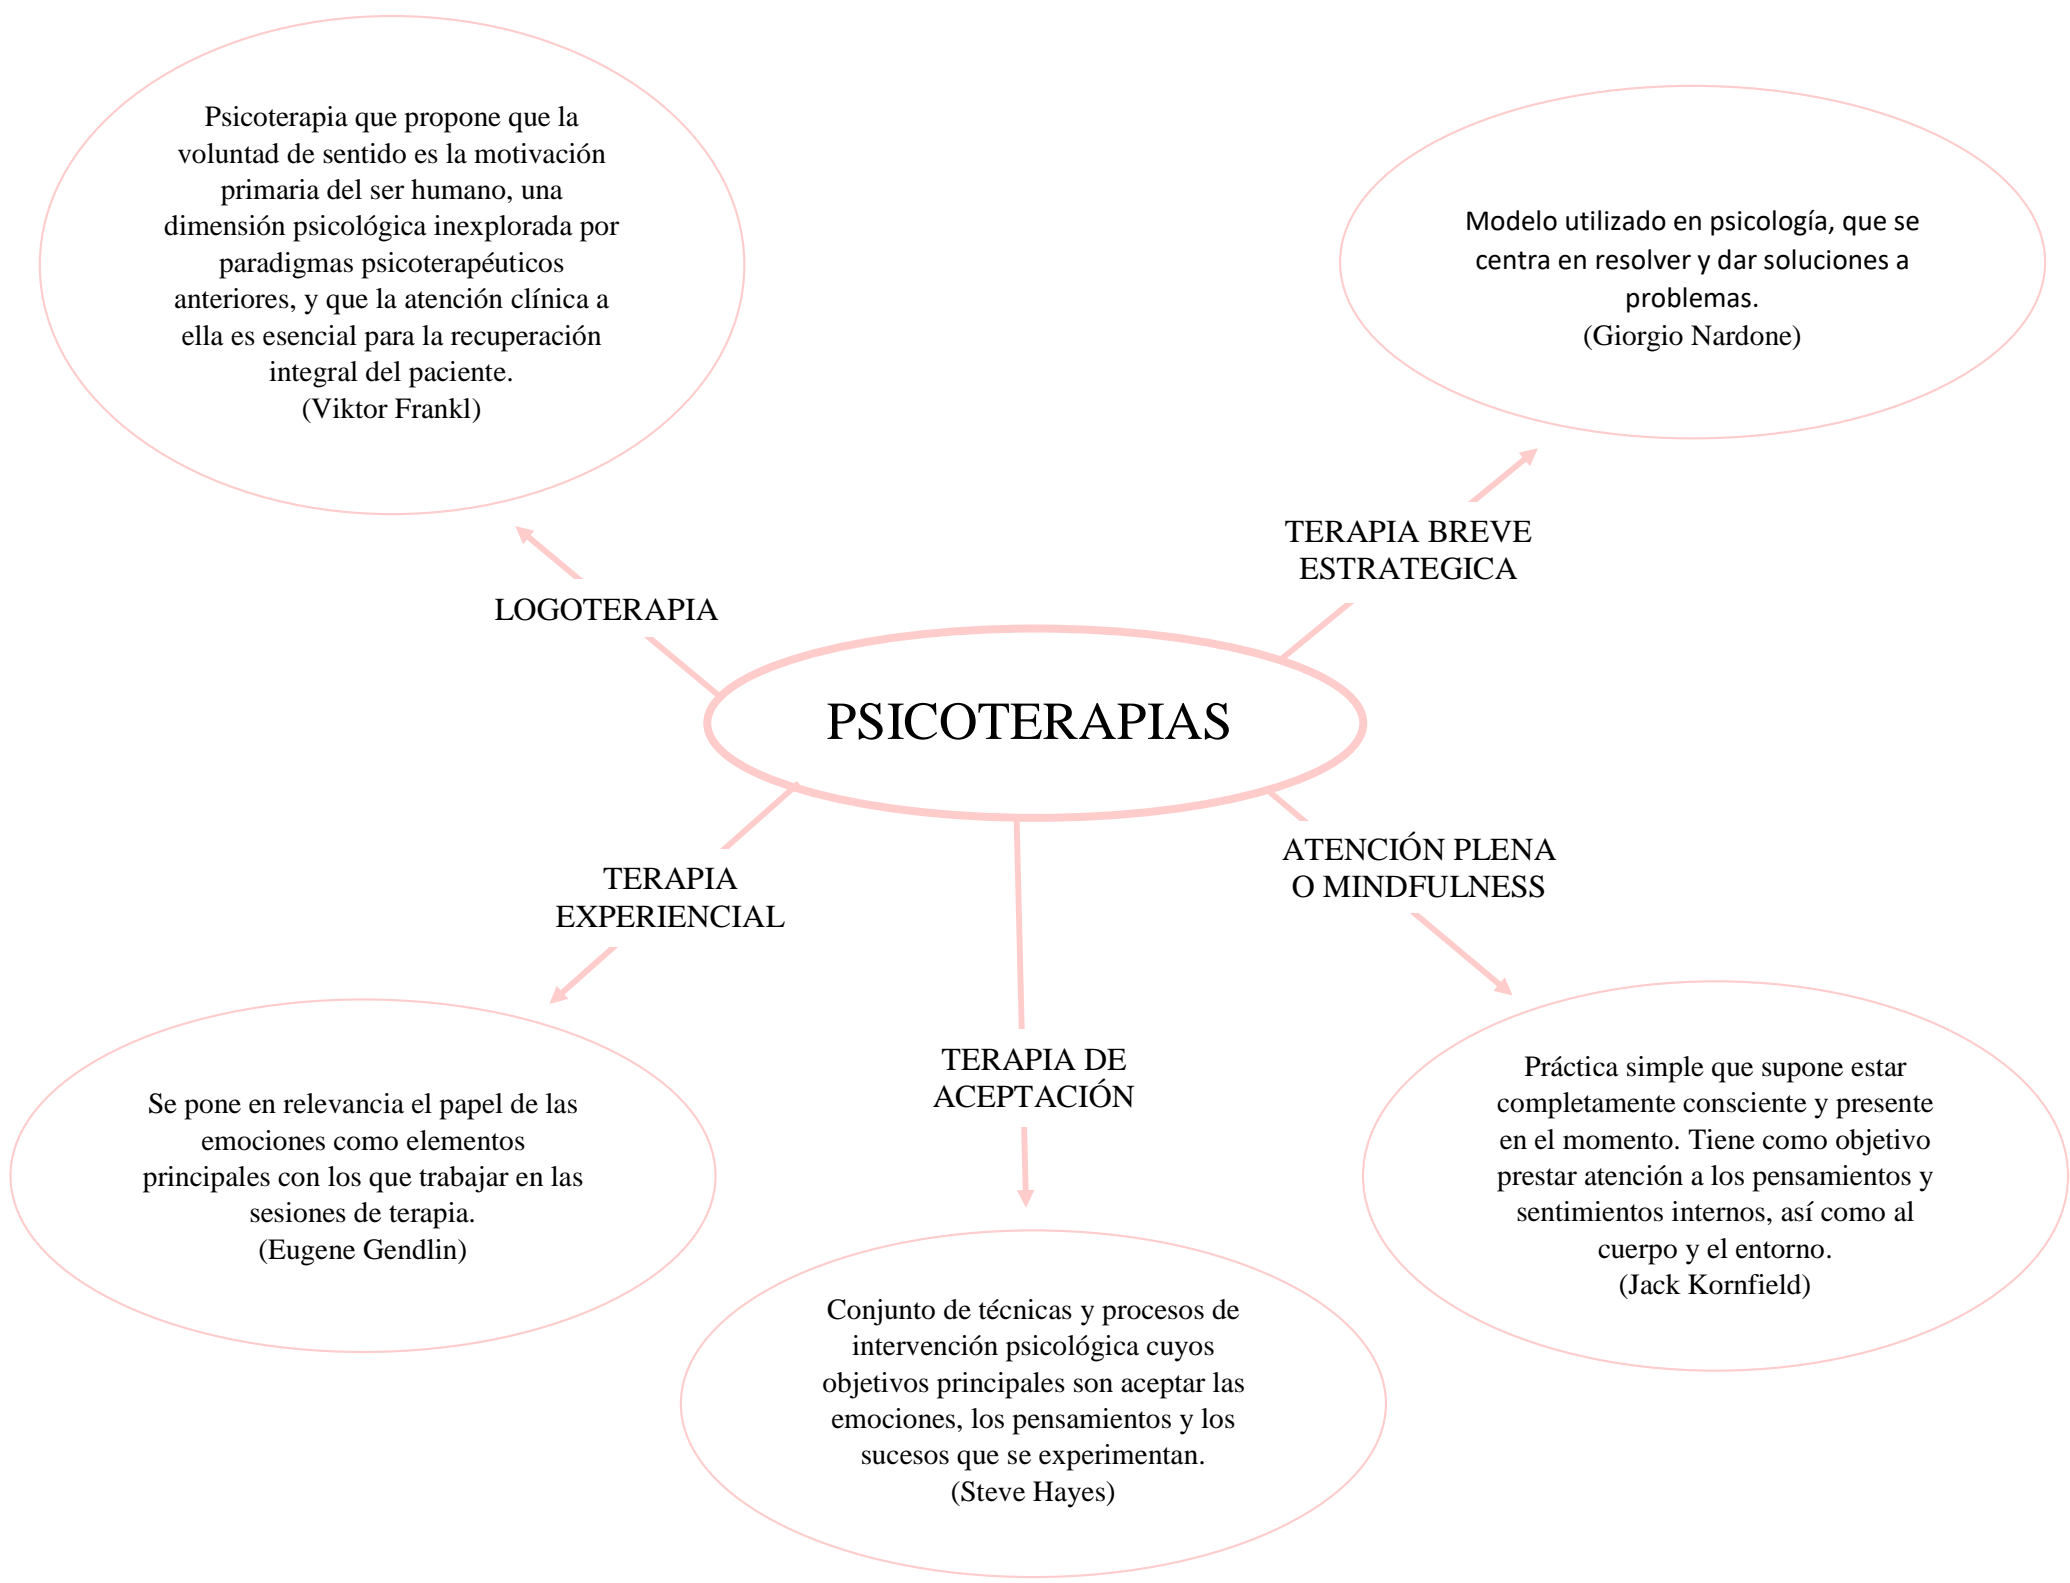 Psicoterapia que propone que la
voluntad de sentido es la motivación
primaria del ser humano, una
dimensión psicológica inexplorada por
paradigmas psicoterapéuticos
anteriores, y que la atención clínica a
ella es esencial para la recuperación
integral del paciente.
(Viktor Frankl)
Modelo utilizado en psicología, que se
centra en resolver y dar soluciones a
problemas.
(Giorgio Nardone)
TERAPIA BREVE
ESTRATEGICA
LOGOTERAPIA
PSICOTERAPIAS
TERAPIA
EXPERIENCIAL
ATENCIÓN PLENA
O MINDFULNESS
TERAPIA DE
ACEPTACIÓN
Se pone en relevancia el papel de las
emociones como elementos
principales con los que trabajar en las
sesiones de terapia.
(Eugene Gendlin)
Práctica simple que supone estar
completamente consciente y presente
en el momento. Tiene como objetivo
prestar atención a los pensamientos y
sentimientos internos, así como al
cuerpo y el entorno.
(Jack Kornfield)
Conjunto de técnicas y procesos de
intervención psicológica cuyos
objetivos principales son aceptar las
emociones, los pensamientos y los
sucesos que se experimentan.
(Steve Hayes)